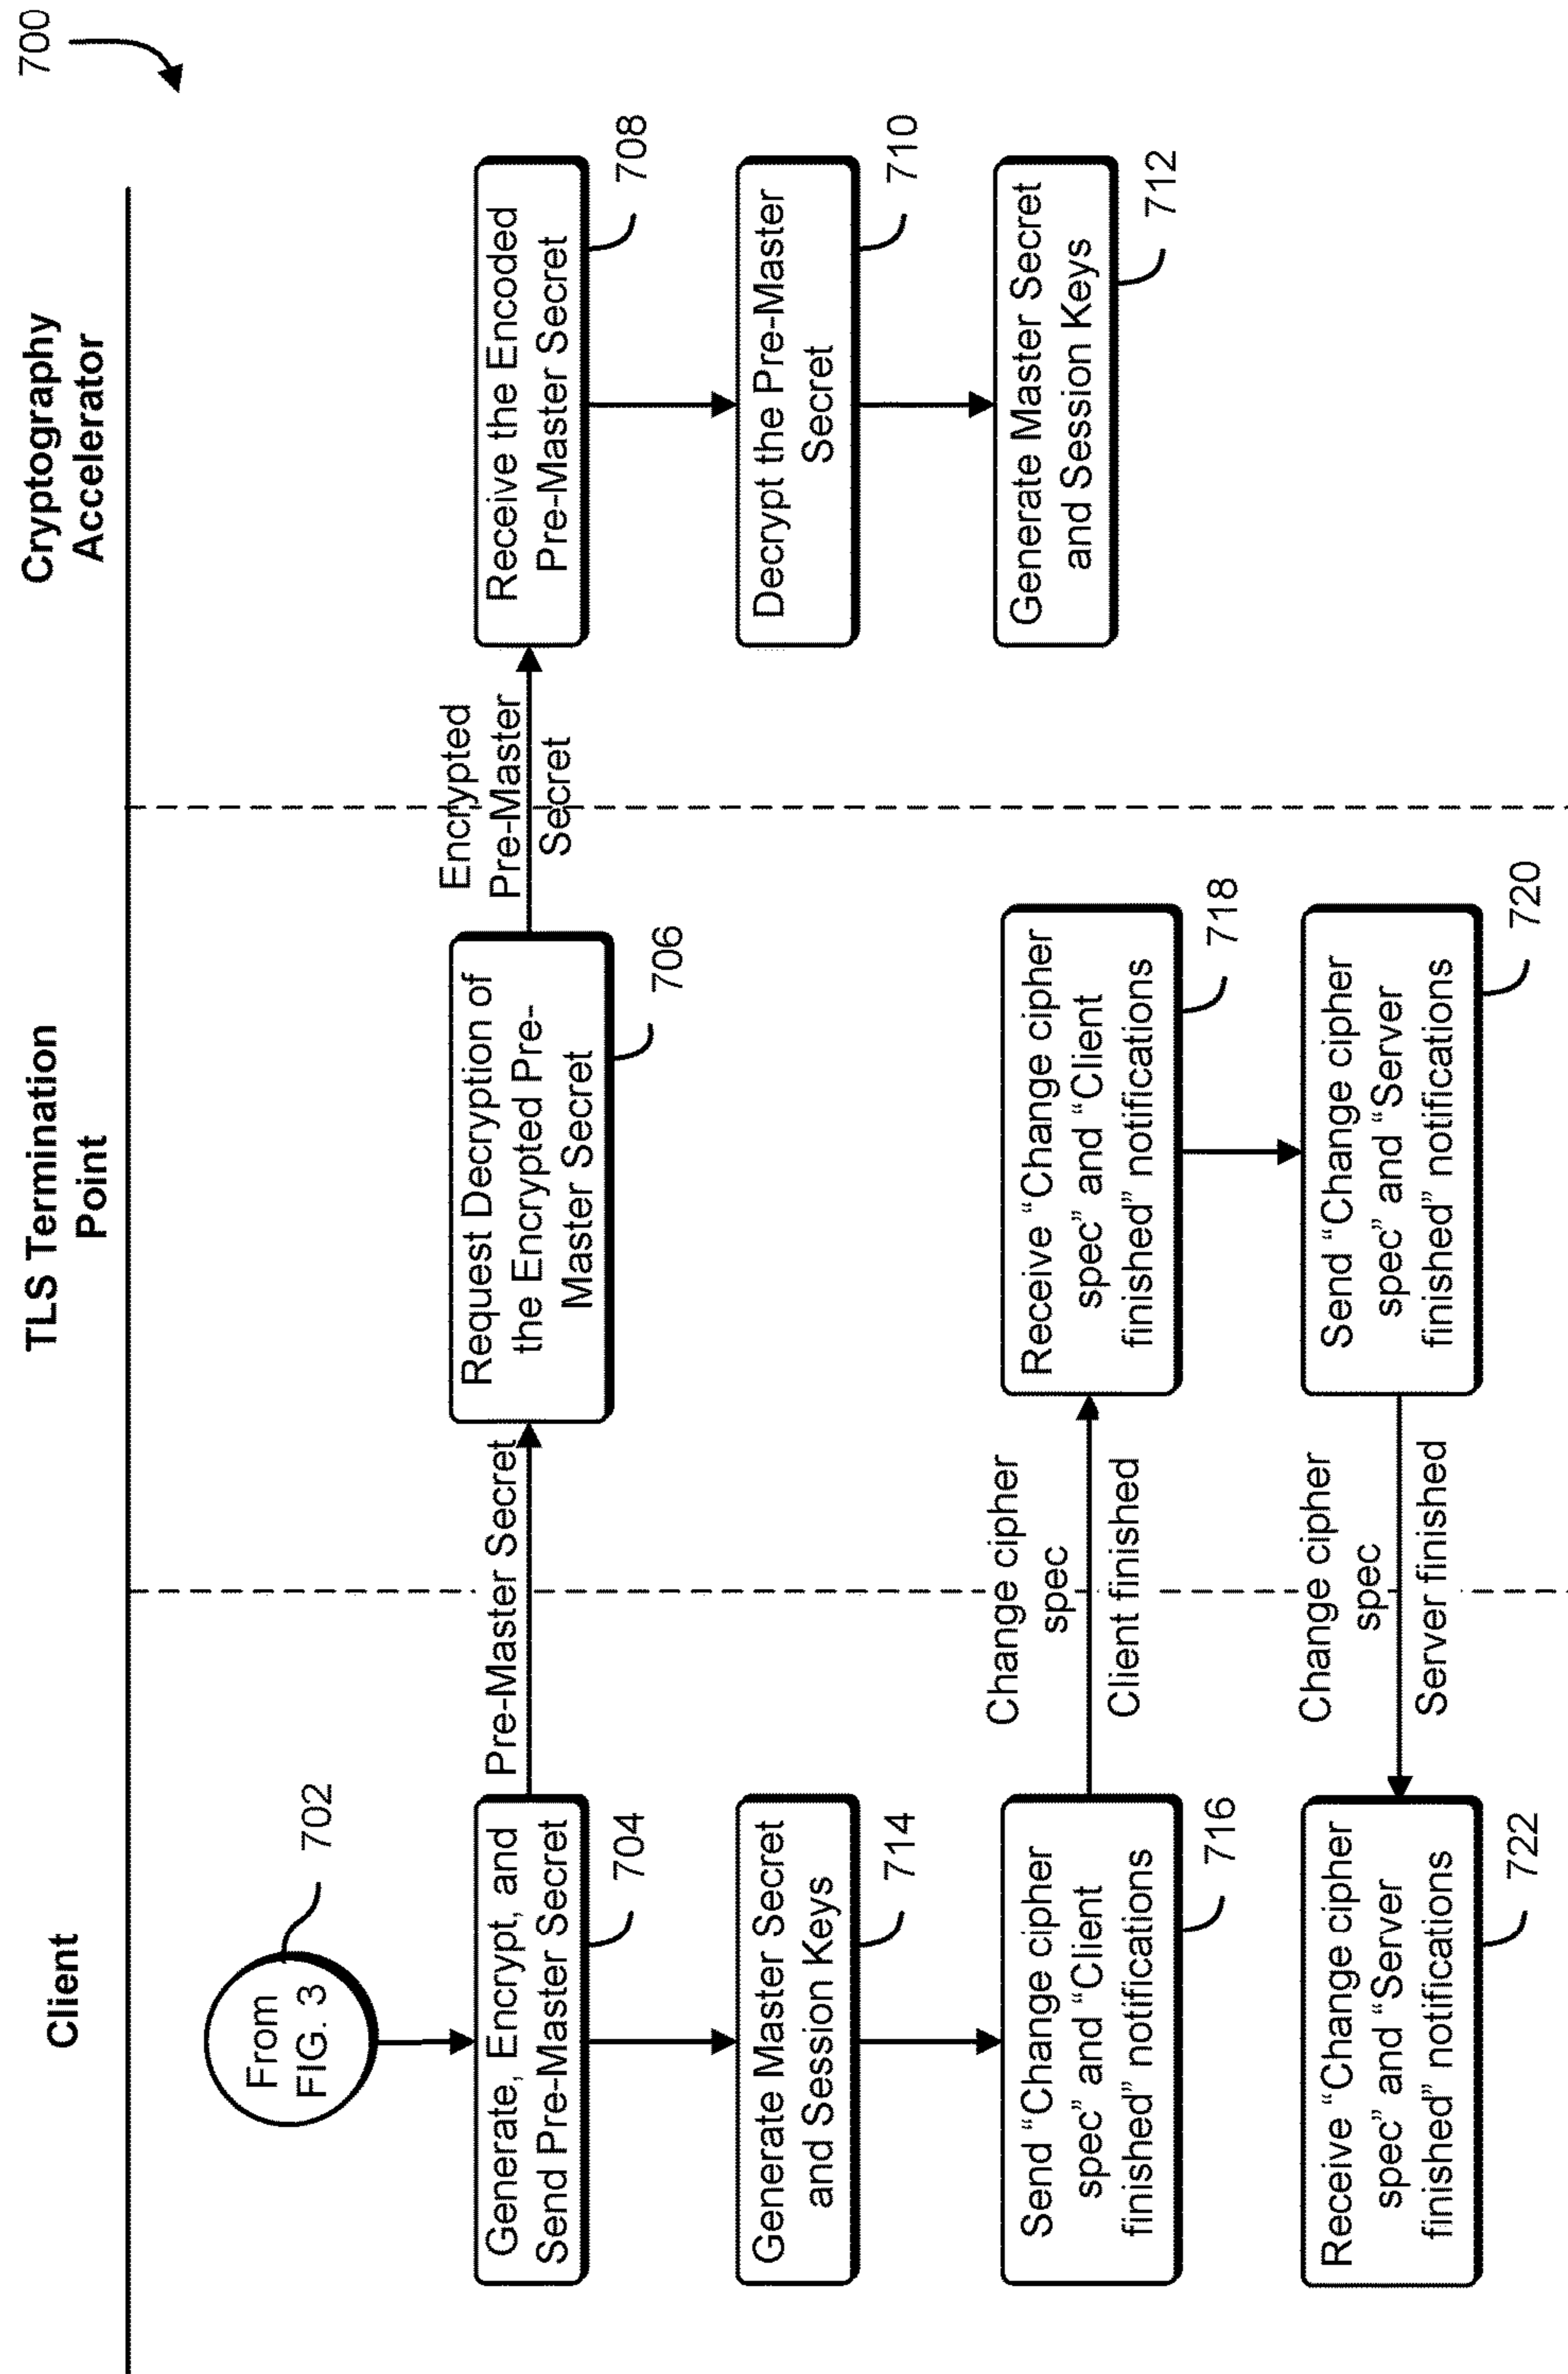 700
Client
TLS Termination
Point
Cryptography
Accelerator
From
FIG. 3
702
Generate, Encrypt, and
Send Pre-Master Secret
704
Pre-Master Secret
Request Decryption of
the Encrypted Pre-
Master Secret
706
Encrypted
Pre-Master
Secret
Receive the Encoded
Pre-Master Secret
708
Generate Master Secret
and Session Keys
714
Decrypt the Pre-Master
Secret
710
Send “Change cipher
spec” and “Client
finished” notifications
716
Change cipher
spec
Client finished
Receive “Change cipher
spec” and “Client
finished” notifications
718
Generate Master Secret
and Session Keys
712
Receive “Change cipher
spec” and “Server
finished” notifications
722
Change cipher
spec
Server finished
Send “Change cipher
spec” and “Server
finished” notifications
720